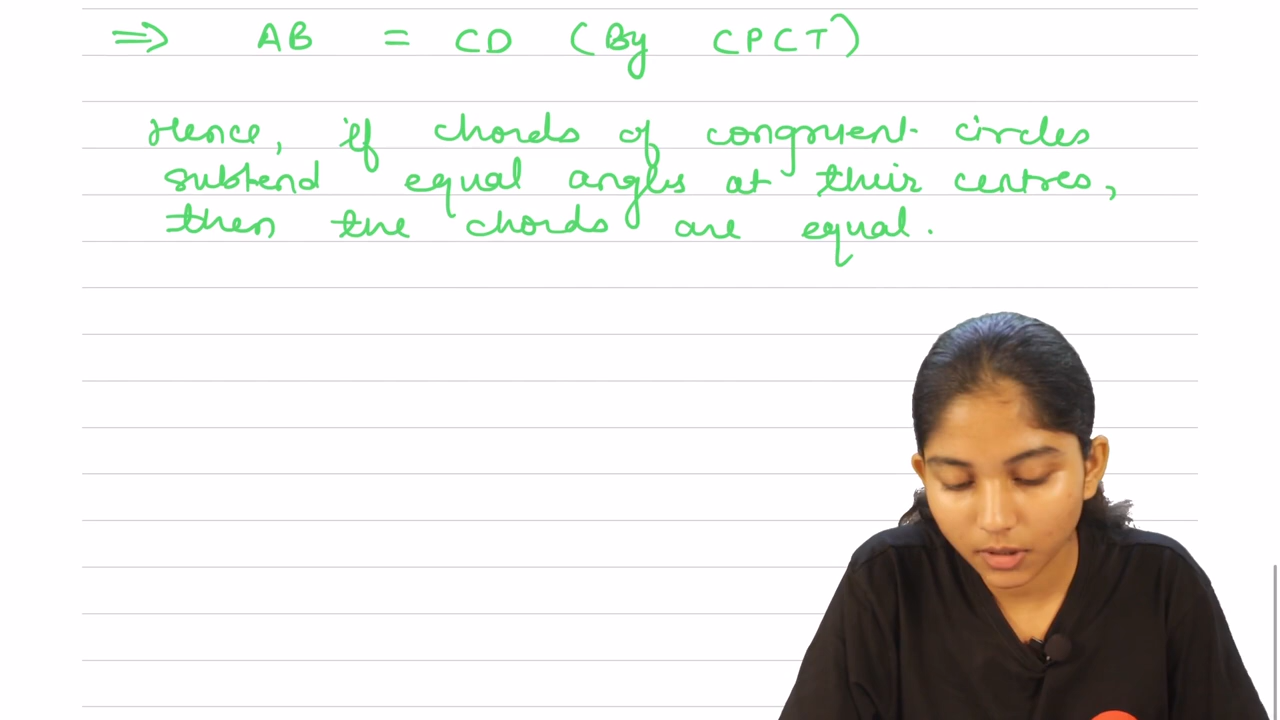 ⇒ AB = CD (By CPCT)
Hence, if chords of congruent circles
subtend equal angles at their centres,
then the chords are equal.